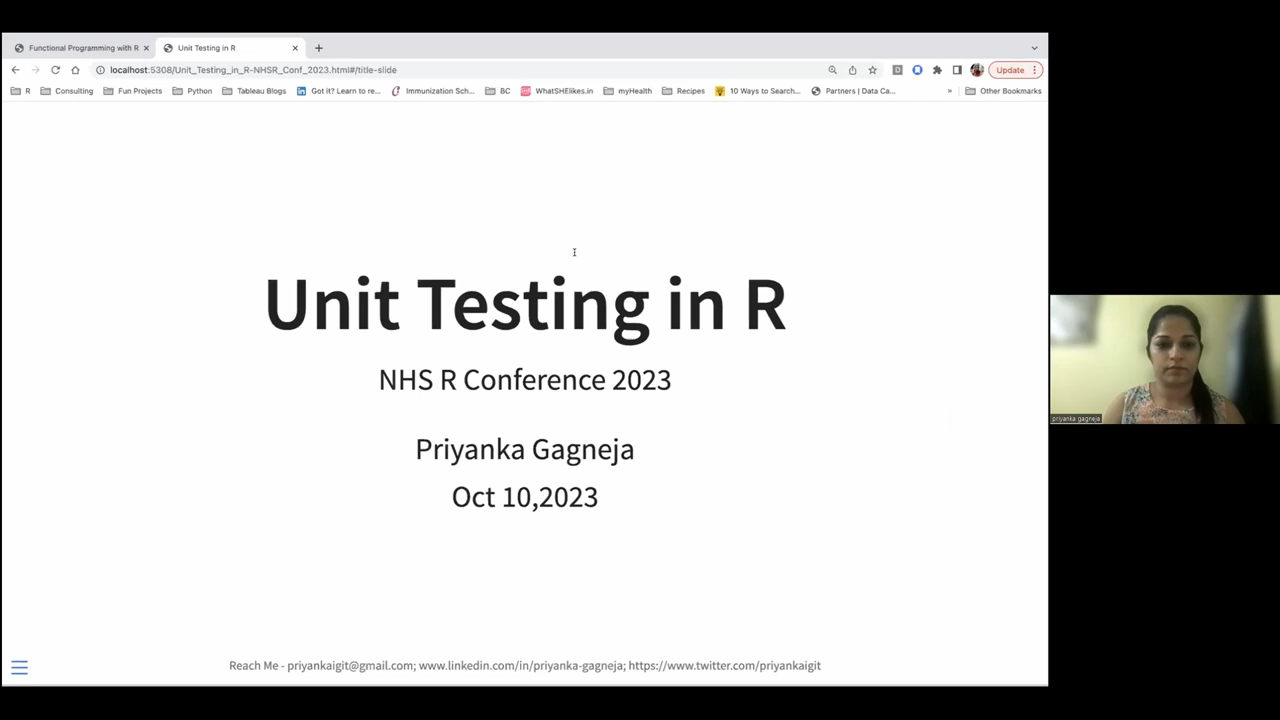 Functional Programming with R
Unit Testing in R
localhost:5308/Unit_Testing_in_R-NHSR_Conf_2023.html#/title-slide
Update
R
Consulting
Fun Projects
Python
Tableau Blogs
Got it? Learn to re...
Immunization Sch...
BC
WhatSHElikes.in
myHealth
Recipes
10 Ways to Search...
Partners | Data Ca...
»
Other Bookmarks
Unit Testing in R
NHS R Conference 2023
Priyanka Gagneja
Oct 10,2023
Reach Me - priyankaigit@gmail.com; www.linkedin.com/in/priyanka-gagneja; https://www.twitter.com/priyankaigit
priyanka gagneja